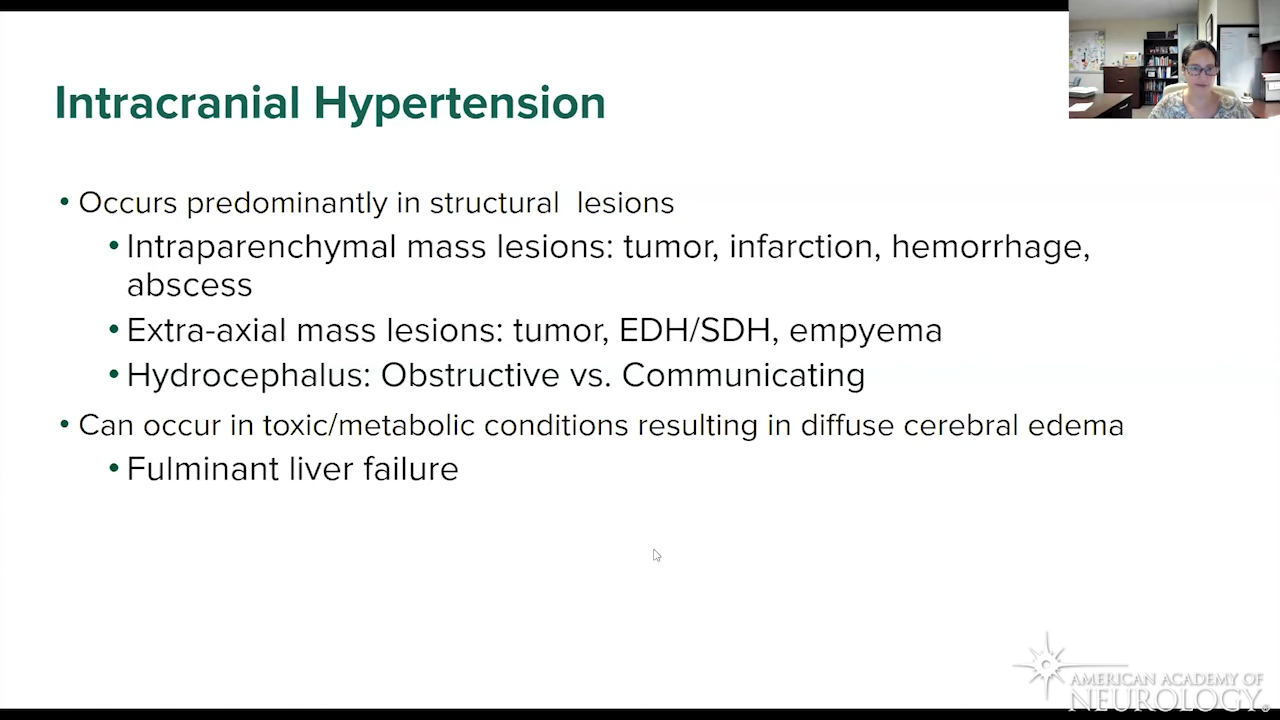 Intracranial Hypertension
• Occurs predominantly in structural lesions
• Intraparenchymal mass lesions: tumor, infarction, hemorrhage,
abscess
• Extra-axial mass lesions: tumor, EDH/SDH, empyema
• Hydrocephalus: Obstructive vs. Communicating
• Can occur in toxic/metabolic conditions resulting in diffuse cerebral edema
• Fulminant liver failure
AMERICAN ACADEMY OF
NEUROLOGY®